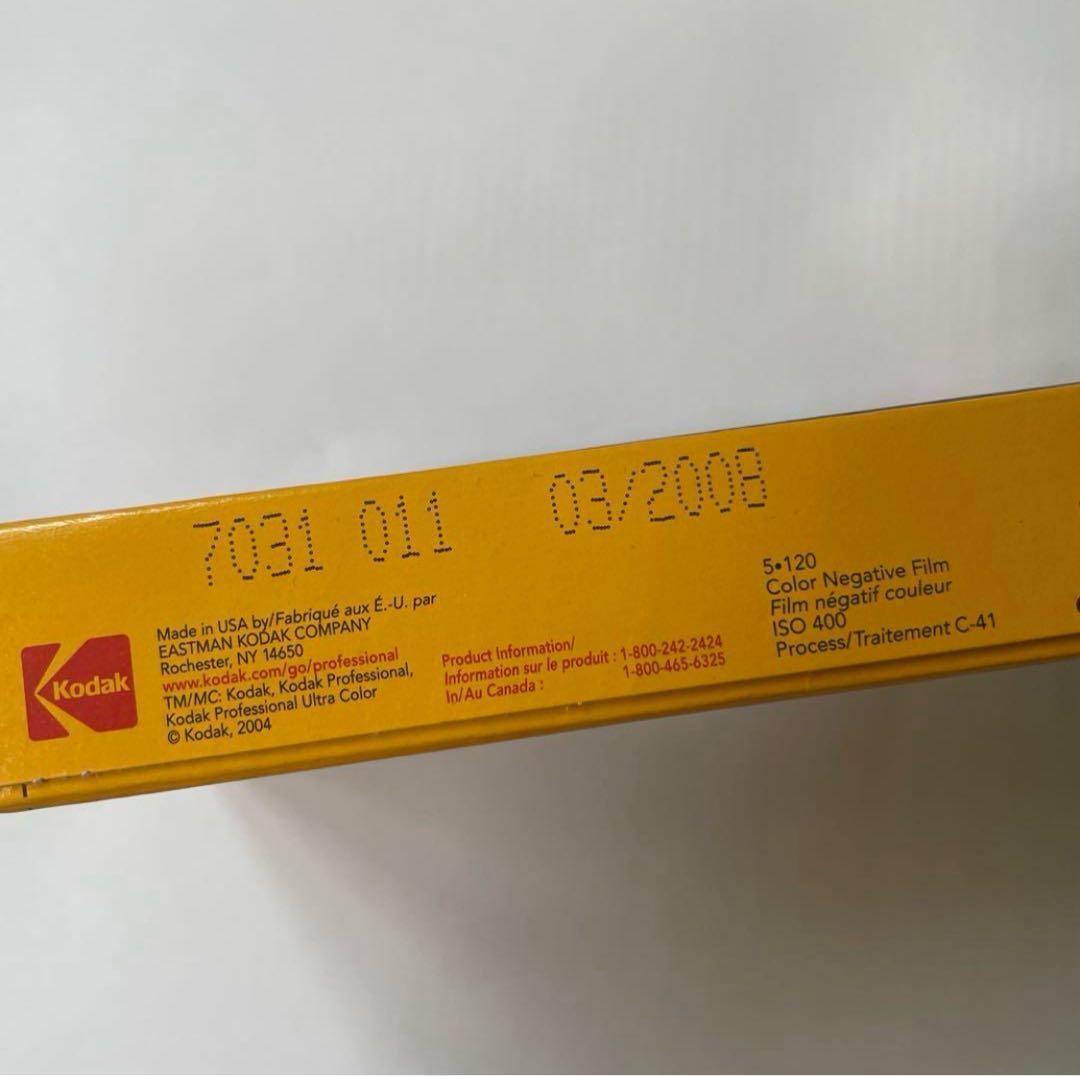 7031 011 03/2008
Made in USA by/Fabriqué aux É.-U. par
EASTMAN KODAK COMPANY
Rochester, NY 14650
www.kodak.com/go/professional
TM/MC: Kodak, Kodak Professional,
Kodak Professional Ultra Color
© Kodak, 2004
Kodak
Product Information/
Information sur le produit : 1-800-242-2424
In/Au Canada : 1-800-465-6325
5•120
Color Negative Film
Film négatif couleur
ISO 400
Process/Traitement C-41